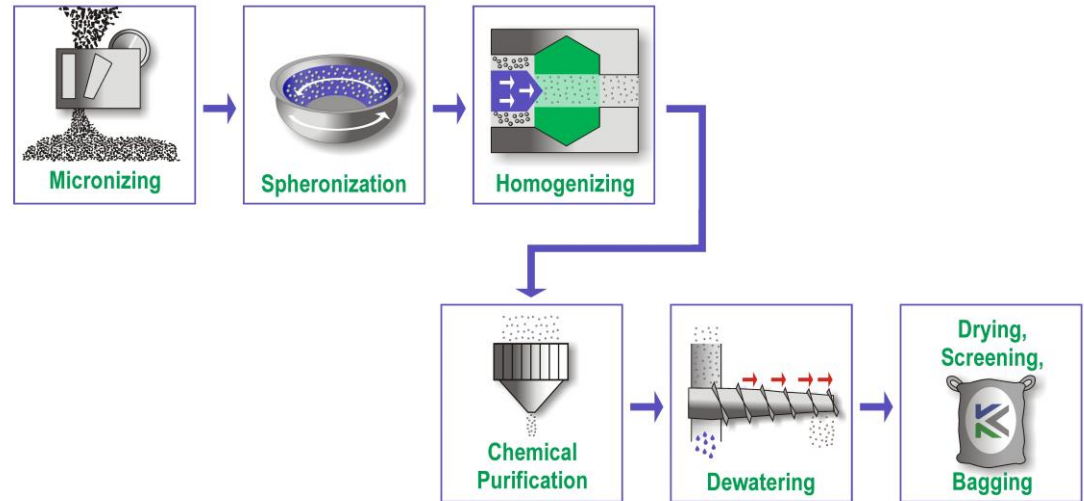 Micronizing
Spheronization
Homogenizing
Chemical
Purification
Dewatering
Drying,
Screening,
Bagging